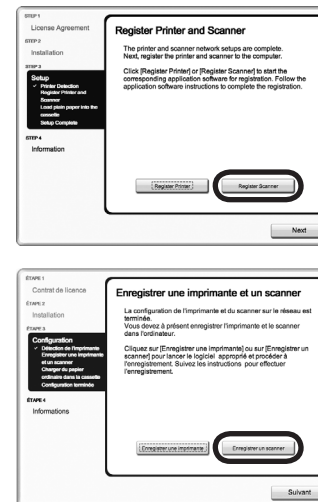 STEP 1
License Agreement
STEP 2
Installation
STEP 3
Setup
✓ Printer Detection
Register Printer and
Scanner
Load plain paper into the
cassette
Setup Complete
STEP 4
Information
Register Printer and Scanner
The printer and scanner network setups are complete.
Next, register the printer and scanner to the computer.
Click [Register Printer] or [Register Scanner] to start the
corresponding application software for registration. Follow the
application software instructions to complete the registration.
Register Printer
Register Scanner
Next
ÉTAPE 1
Contrat de licence
ÉTAPE 2
Installation
ÉTAPE 3
Configuration
✓ Détection de l'imprimante
Enregistrer une imprimante
et un scanner
Charger du papier
ordinaire dans la cassette
Configuration terminée
ÉTAPE 4
Informations
Enregistrer une imprimante et un scanner
La configuration de l'imprimante et du scanner sur le réseau est
terminée.
Vous devez à présent enregistrer l'imprimante et le scanner
dans l'ordinateur.
Cliquez sur [Enregistrer une imprimante] ou sur [Enregistrer un
scanner] pour lancer le logiciel approprié et procéder à
l'enregistrement. Suivez les instructions pour effectuer
l'enregistrement.
Enregistrer une imprimante
Enregistrer un scanner
Suivant